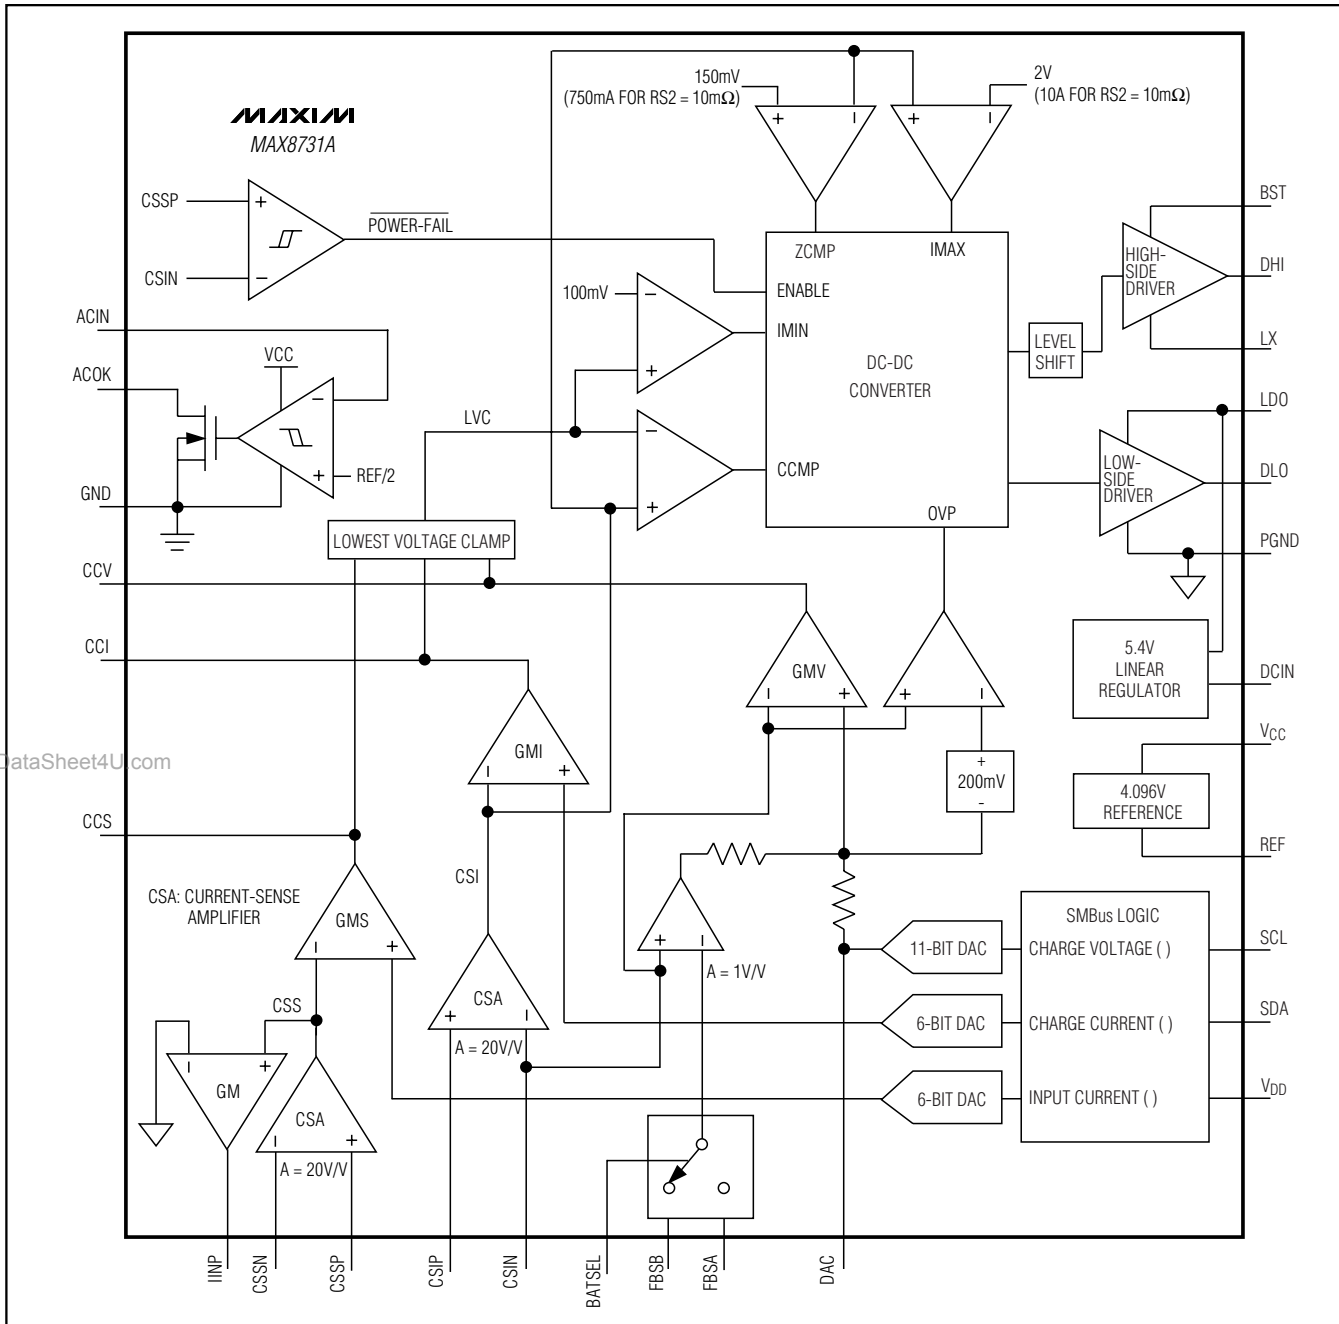 MAXIM
MAX8731A
150mV
(750mA FOR RS2 = 10mΩ)
2V
(10A FOR RS2 = 10mΩ)
+
−
+
−
CSSP
+
CSIN
−
POWER-FAIL
ZCMP
IMAX
ENABLE
IMIN
DC-DC
CONVERTER
CCMP
OVP
100mV
−
+
−
+
LVC
HIGH-
SIDE
DRIVER
BST
DHI
LX
LEVEL
SHIFT
LDO
LOW-
SIDE
DRIVER
DLO
PGND
ACIN
ACOK
VCC
−
+
REF/2
GND
LOWEST VOLTAGE CLAMP
CCV
CCI
CCS
GMV
−
+
+
−
5.4V
LINEAR
REGULATOR
DCIN
GMI
−
+
+
200mV
-
VCC
4.096V
REFERENCE
REF
DataSheet4U.com
CSA: CURRENT-SENSE
AMPLIFIER
GMS
−
+
CSI
CSS
CSA
+
−
A = 20V/V
+
−
A = 1V/V
SMBus LOGIC
11-BIT DAC
CHARGE VOLTAGE ( )
SCL
6-BIT DAC
CHARGE CURRENT ( )
SDA
6-BIT DAC
INPUT CURRENT ( )
VDD
GM
−
+
CSA
−
+
A = 20V/V
IINP
CSSN
CSSP
CSIP
CSIN
BATSEL
FBSB
FBSA
DAC